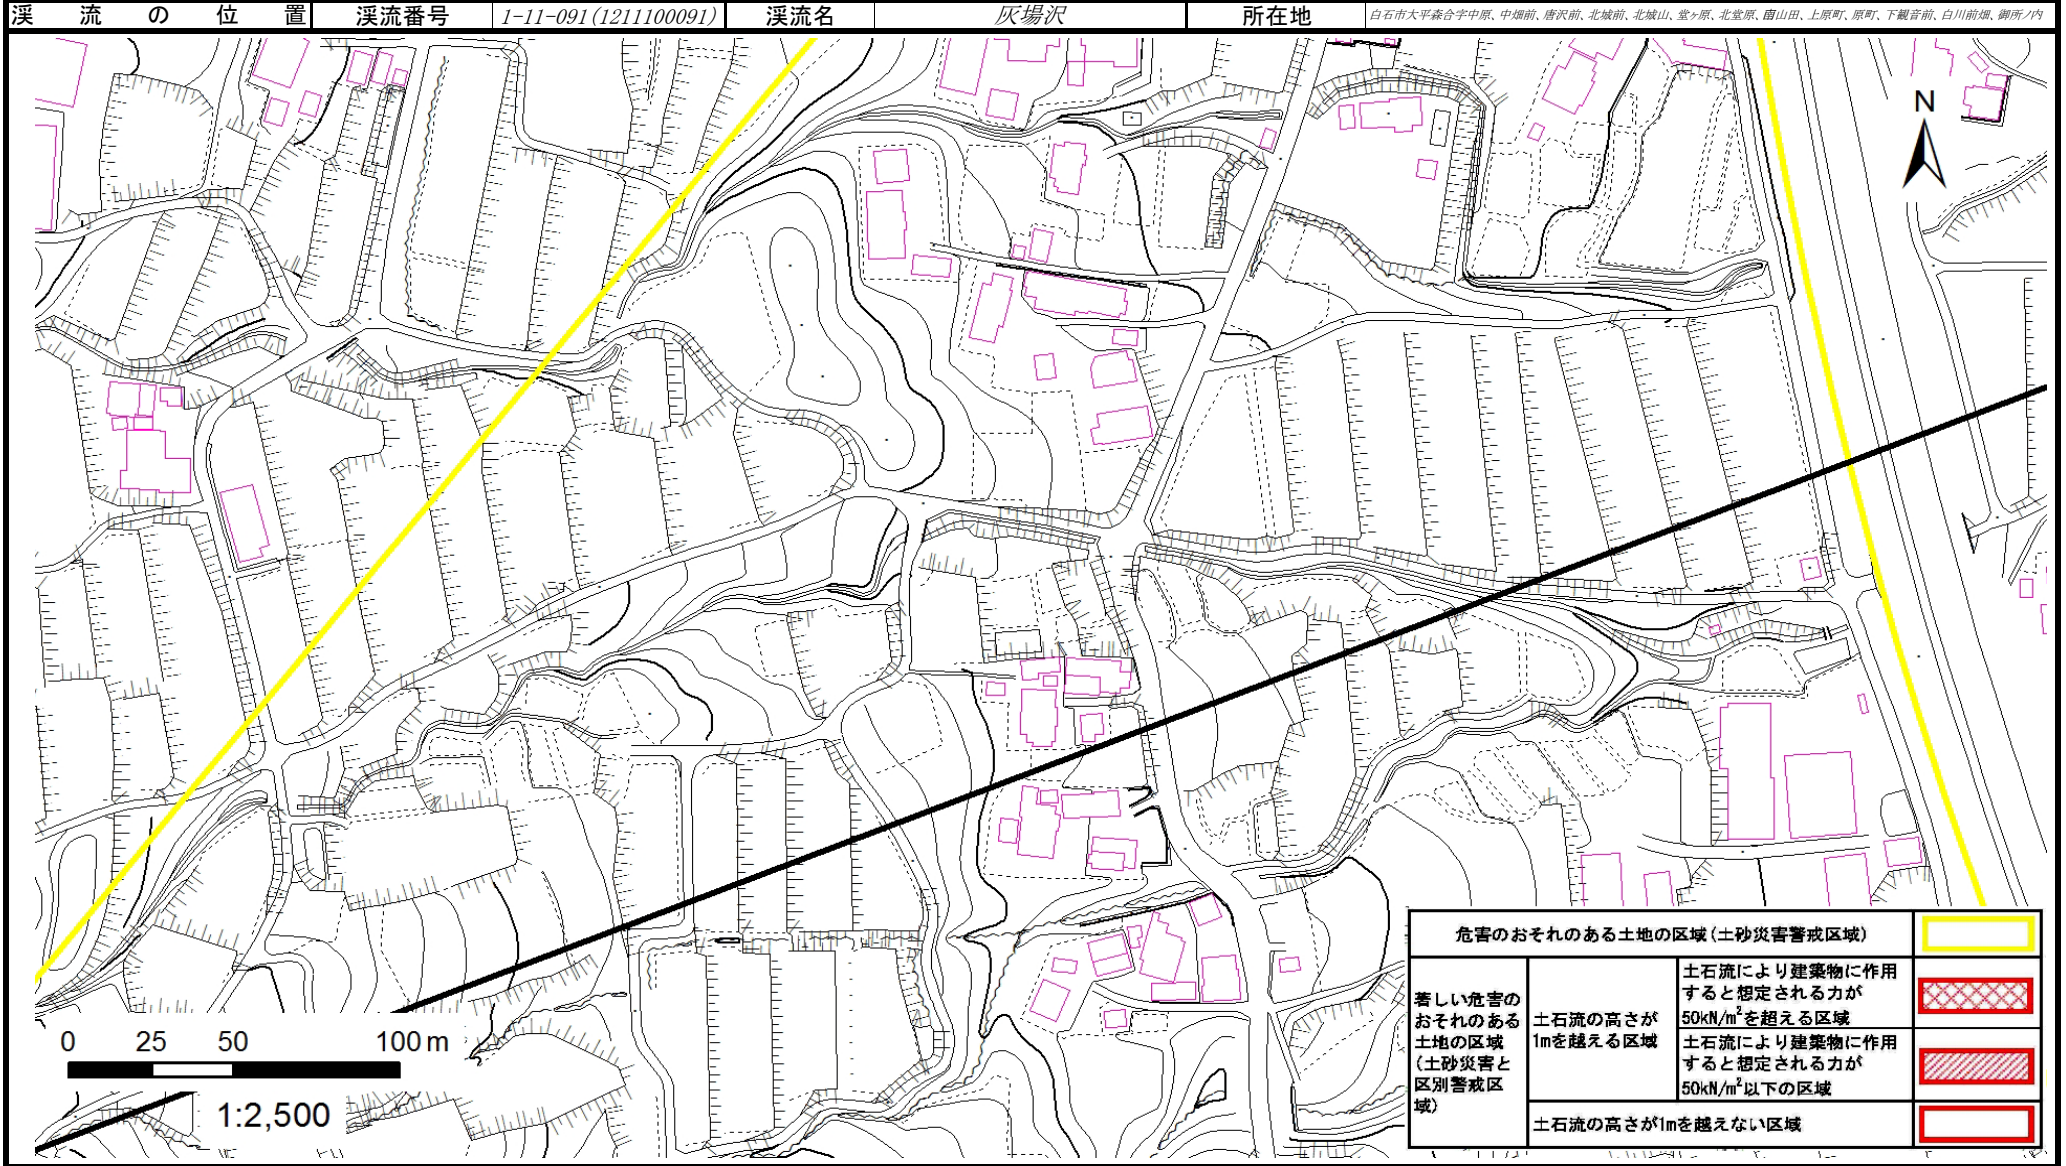 渓流の位置 渓流番号 1-11-091(1211100091) 渓流名 灰場沢 所在地 白石市大平森合字中原、中畑前、唐沢前、北城前、北城山、堂ヶ原、北堂原、南山田、上原町、原町、下観音前、白川前畑、御所ノ内
N
危害のおそれのある土地の区域(土砂災害警戒区域)
著しい危害の
おそれのある
土地の区域
(土砂災害と
区別警戒区
域)
土石流の高さが
1mを越える区域
土石流により建築物に作用
すると想定される力が
50kN/m²を超える区域
土石流により建築物に作用
すると想定される力が
50kN/m²以下の区域
土石流の高さが1mを越えない区域
0 25 50 100 m
1:2,500